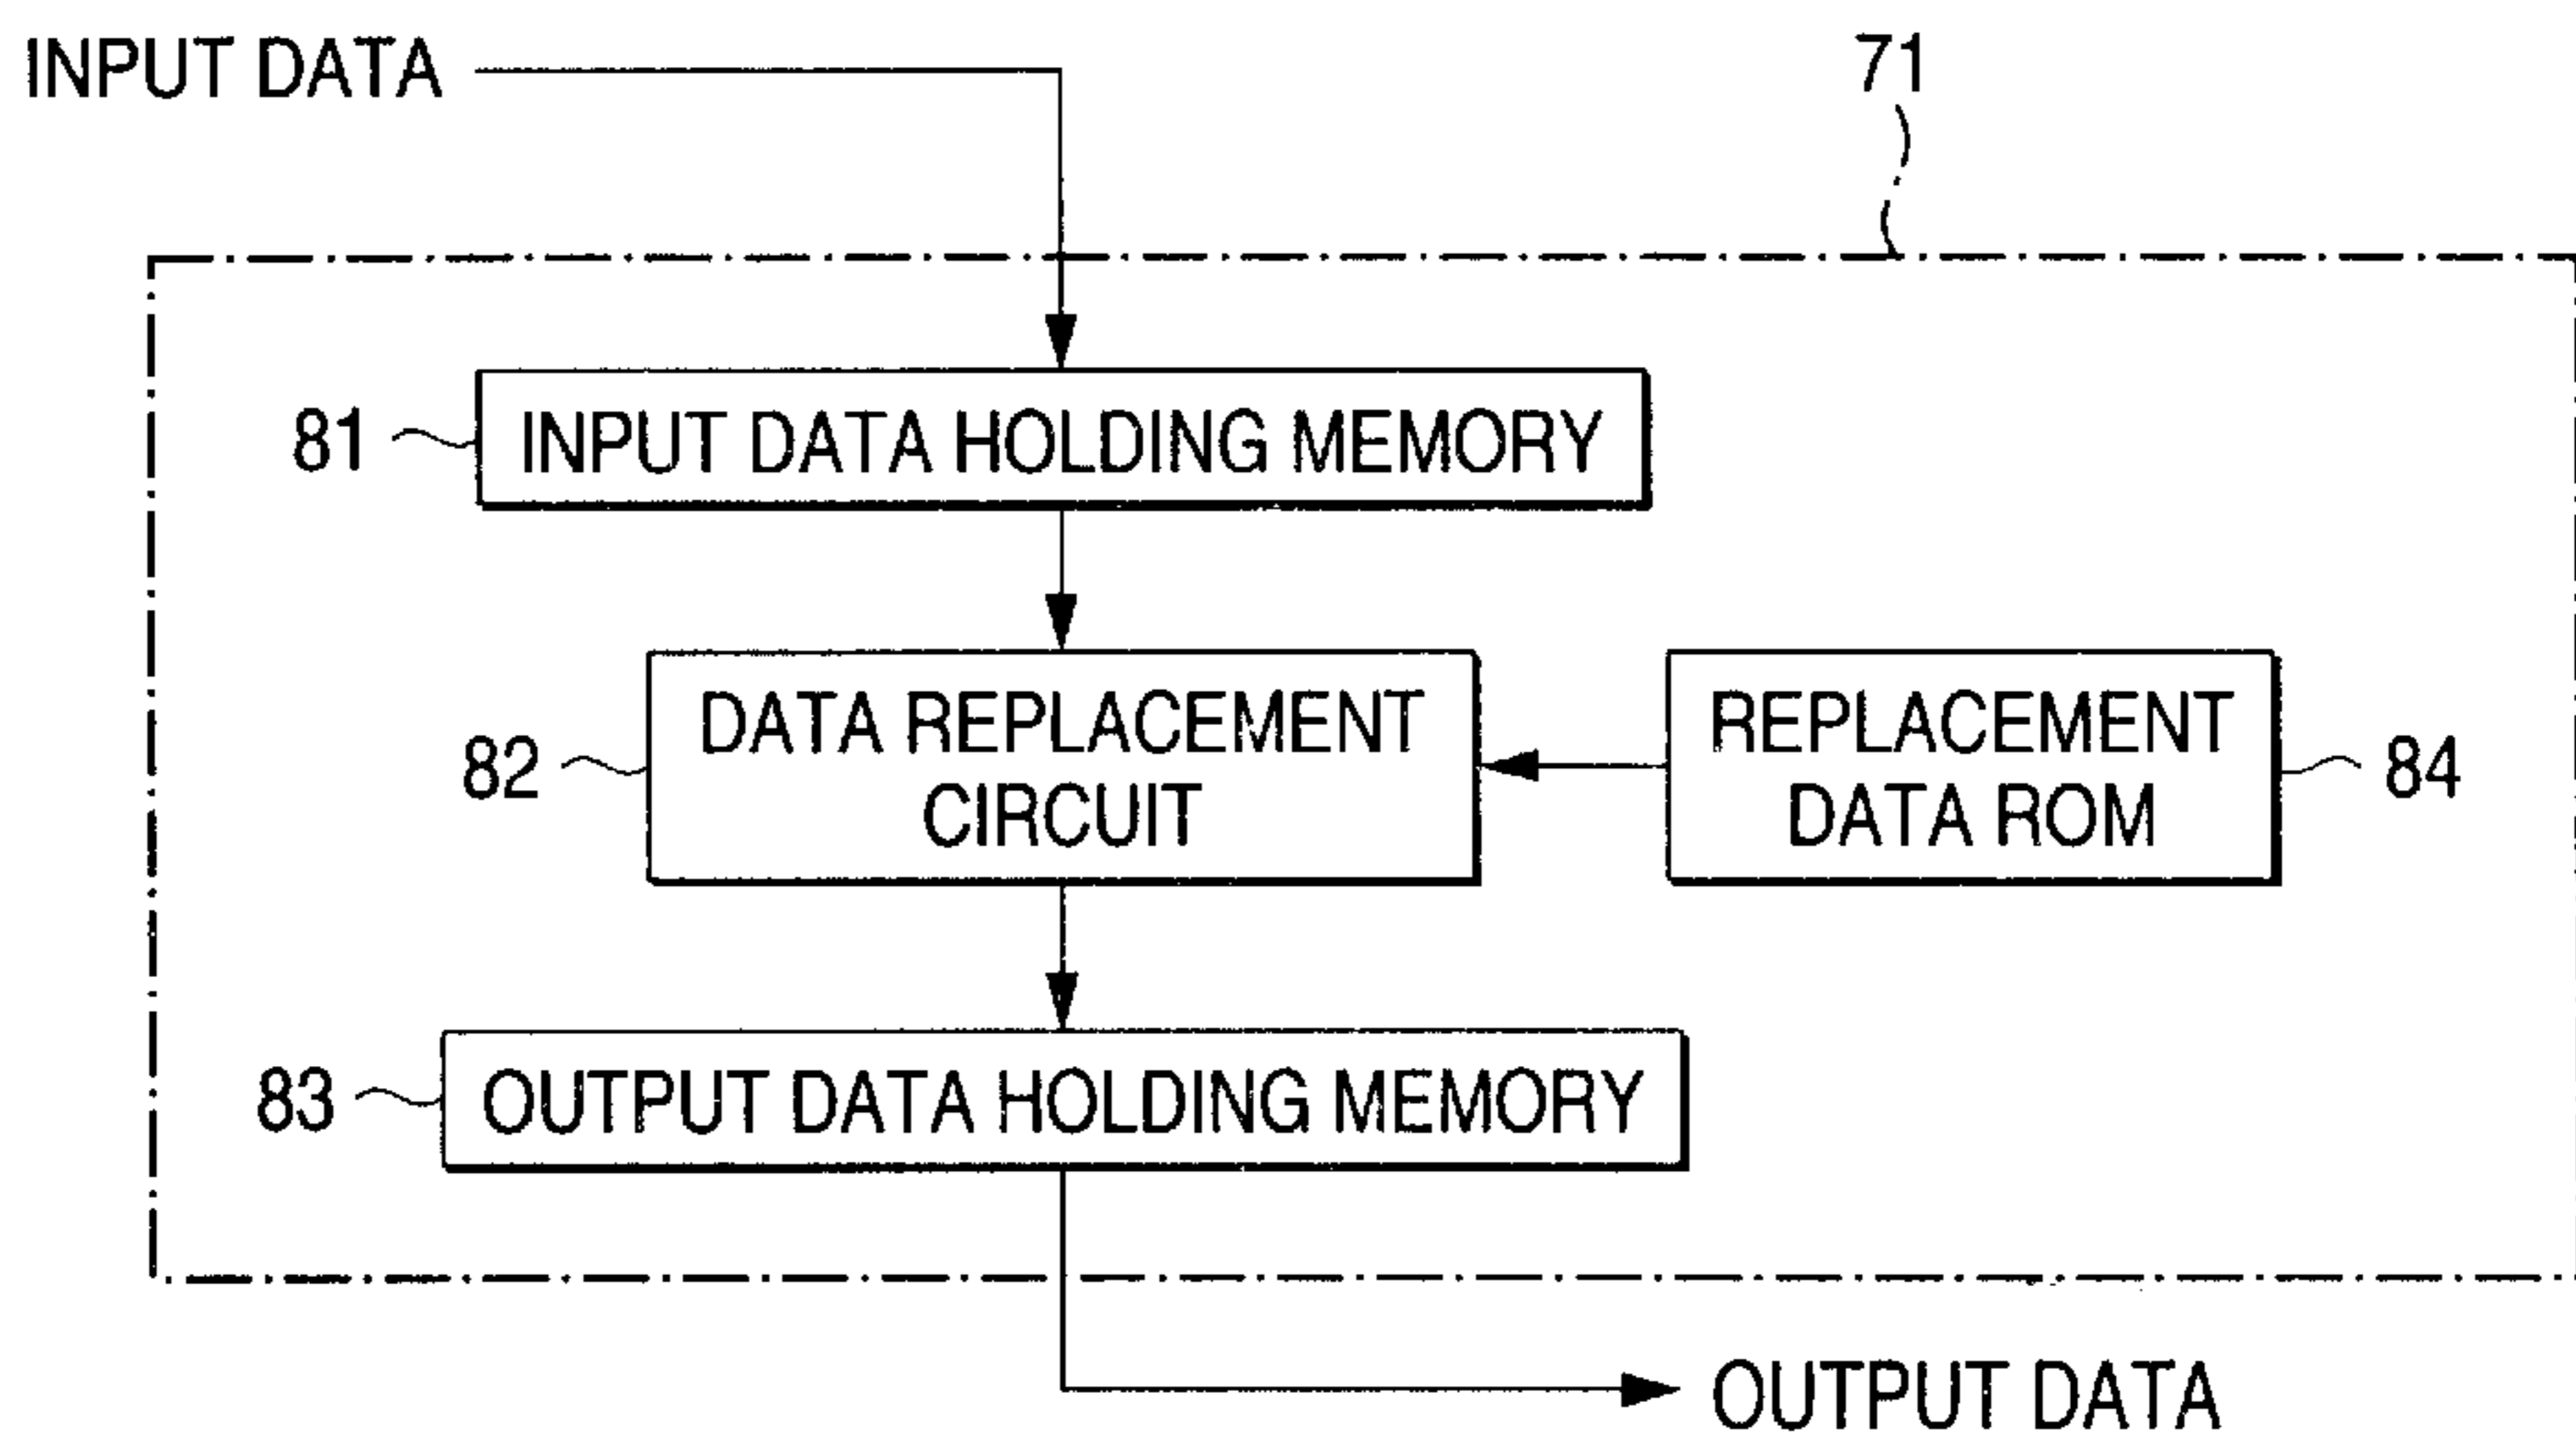 INPUT DATA
71
81
INPUT DATA HOLDING MEMORY
82
DATA REPLACEMENT
CIRCUIT
REPLACEMENT
DATA ROM
84
83
OUTPUT DATA HOLDING MEMORY
OUTPUT DATA